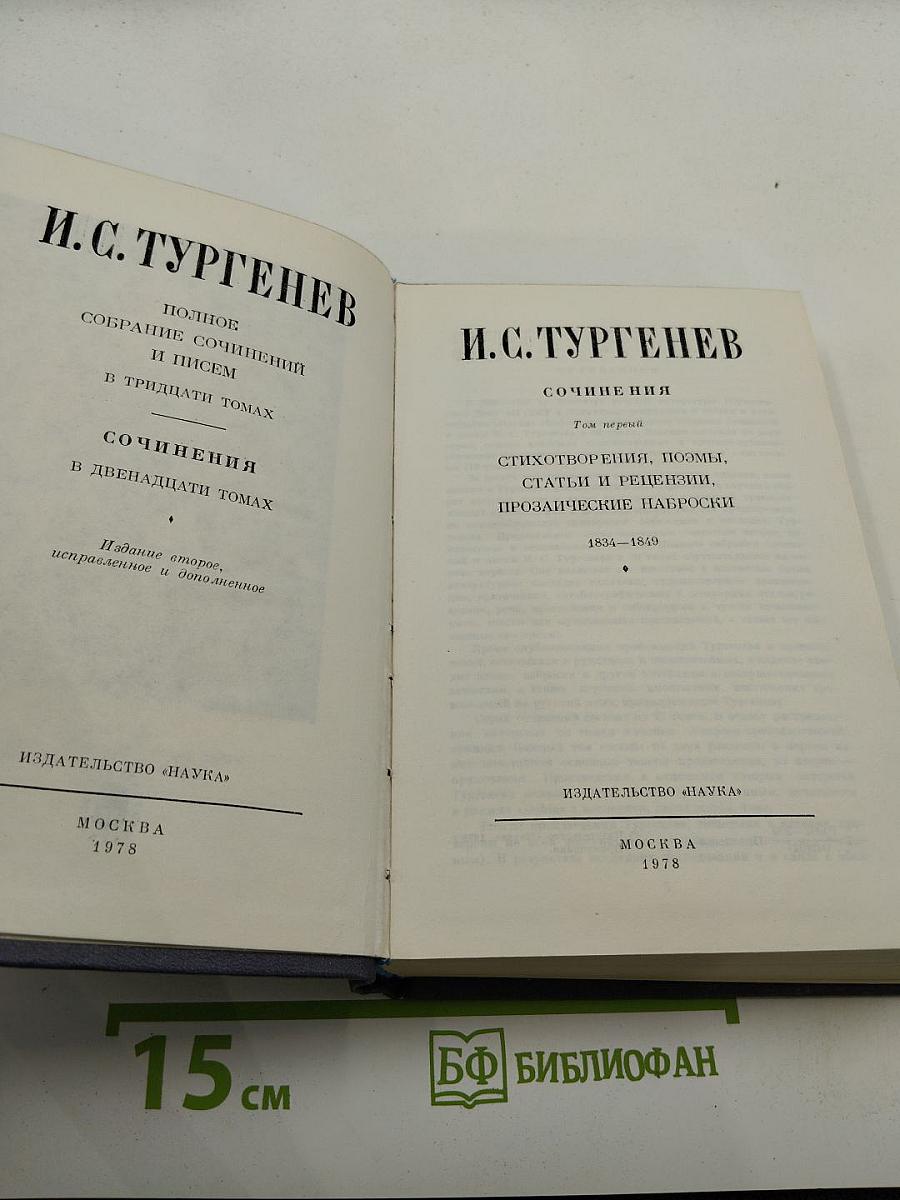 И. С. ТУРГЕНЕВ
ПОЛНОЕ
СОБРАНИЕ СОЧИНЕНИЙ
И ПИСЕМ
В ТРИДЦАТИ ТОМАХ
СОЧИНЕНИЯ
В ДВЕНАДЦАТИ ТОМАХ
Издание второе,
исправленное и дополненное
ИЗДАТЕЛЬСТВО «НАУКА»
МОСКВА
1978
И. С. ТУРГЕНЕВ
СОЧИНЕНИЯ
Том первый
СТИХОТВОРЕНИЯ, ПОЭМЫ,
СТАТЬИ И РЕЦЕНЗИИ,
ПРОЗАИЧЕСКИЕ НАБРОСКИ
1834—1849
ИЗДАТЕЛЬСТВО «НАУКА»
МОСКВА
1978
15 см
БФ БИБЛИОФАН